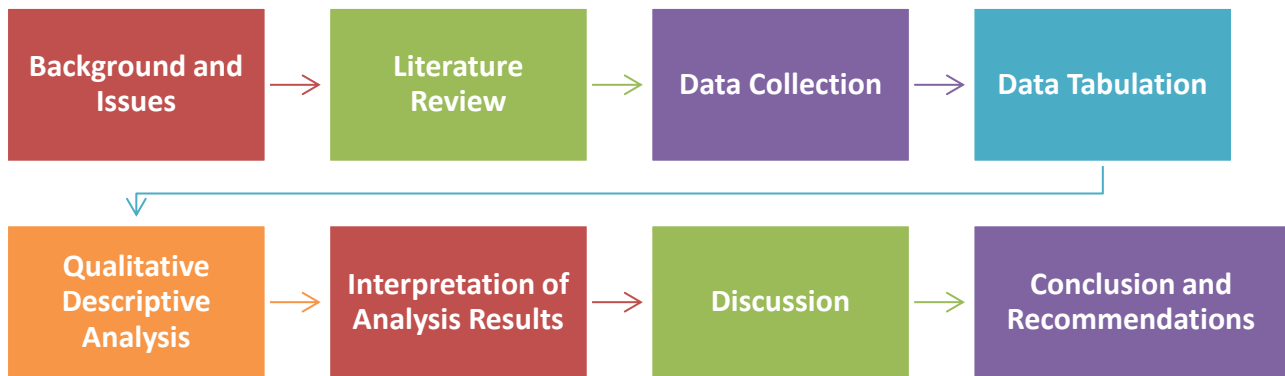 Background and
Issues
Literature
Review
Data Collection
Data Tabulation
Qualitative
Descriptive
Analysis
Interpretation of
Analysis Results
Discussion
Conclusion and
Recommendations